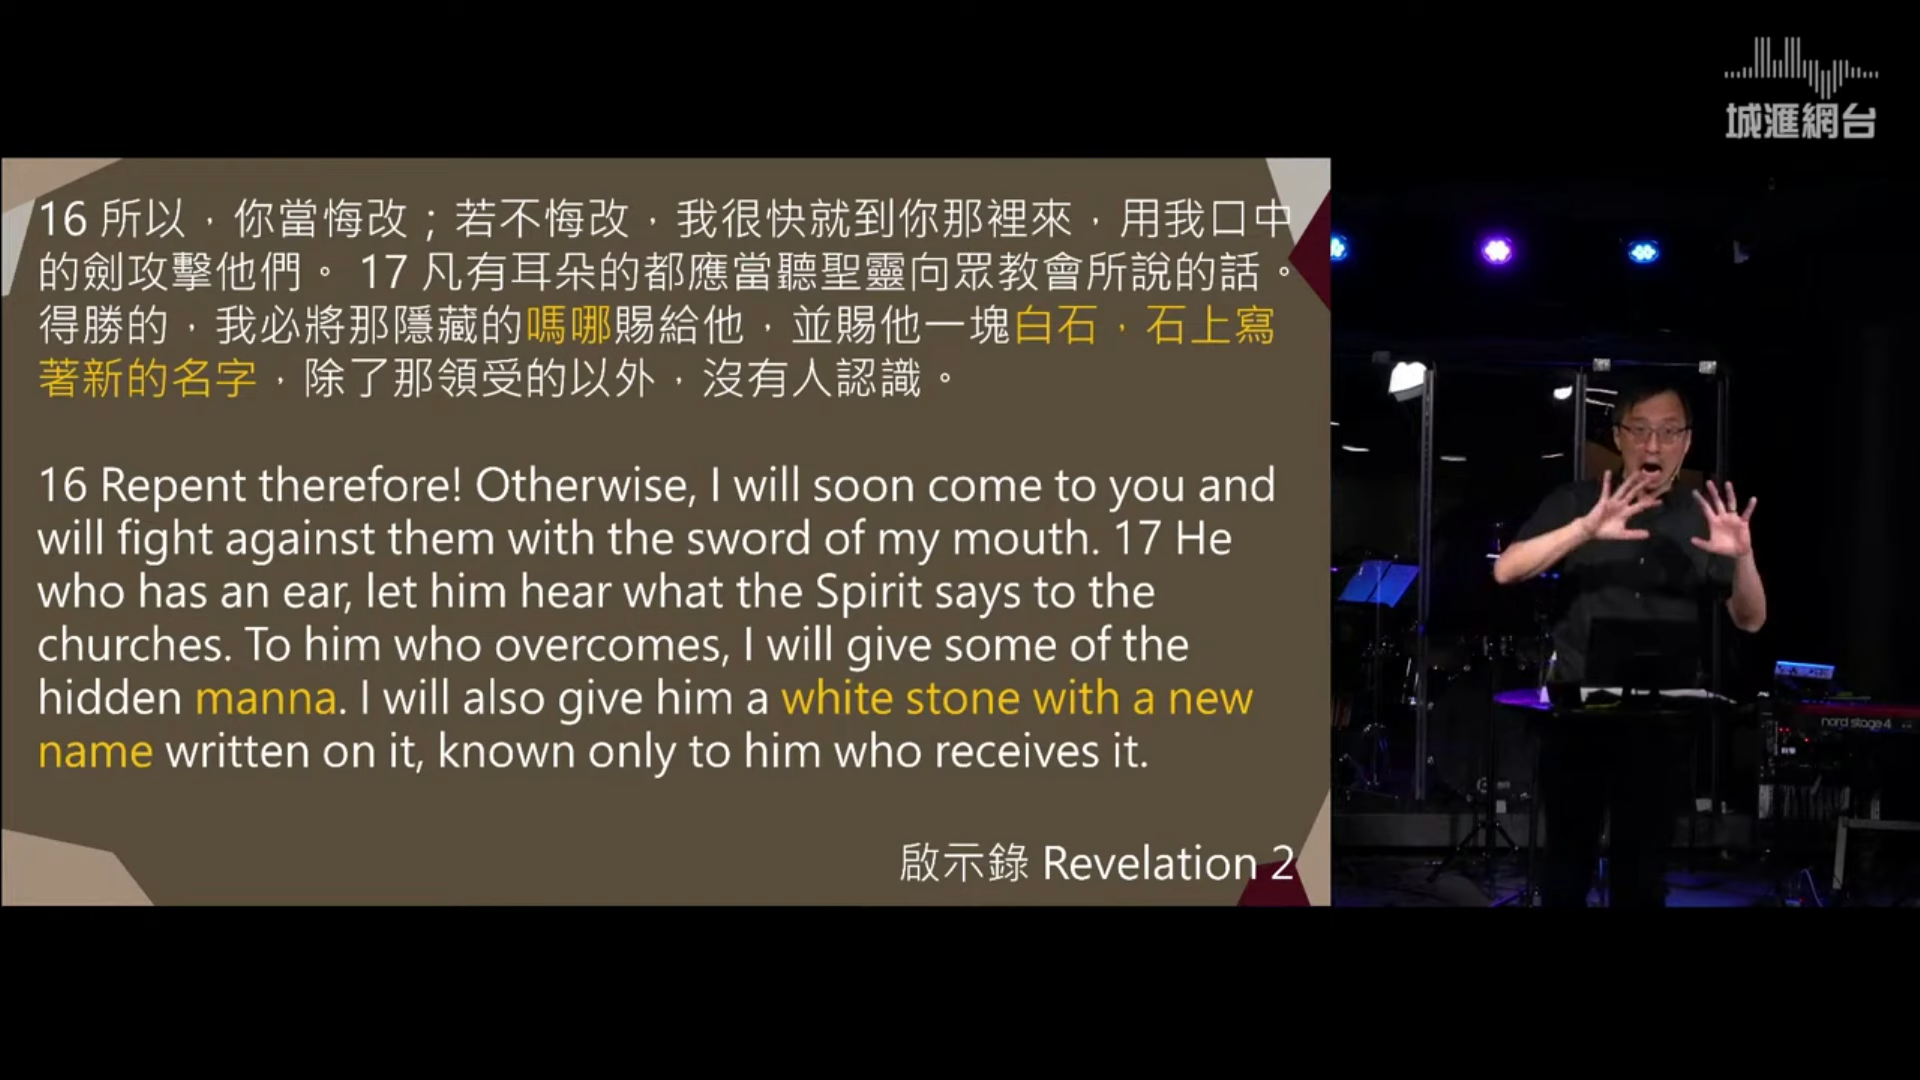 城滙網台
16 所以，你當悔改；若不悔改，我很快就到你那裡來，用我口中
的劍攻擊他們。 17 凡有耳朵的都應當聽聖靈向眾教會所說的話。
得勝的，我必將那隱藏的嗎哪賜給他，並賜他一塊白石，石上寫
著新的名字，除了那領受的以外，沒有人認識。
16 Repent therefore! Otherwise, I will soon come to you and
will fight against them with the sword of my mouth. 17 He
who has an ear, let him hear what the Spirit says to the
churches. To him who overcomes, I will give some of the
hidden manna. I will also give him a white stone with a new
name written on it, known only to him who receives it.
啟示錄 Revelation 2
nord stage 4